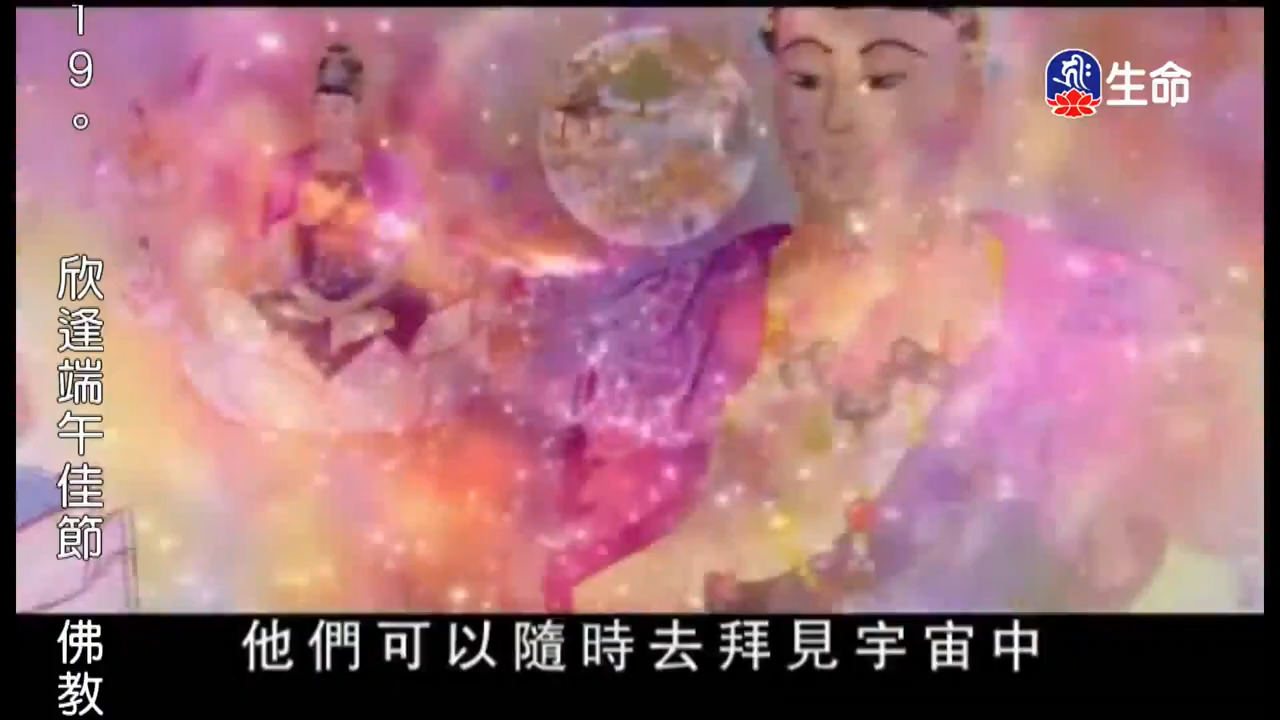 19。 欣逢端午佳節 佛教
生命
他們可以隨時去拜見宇宙中